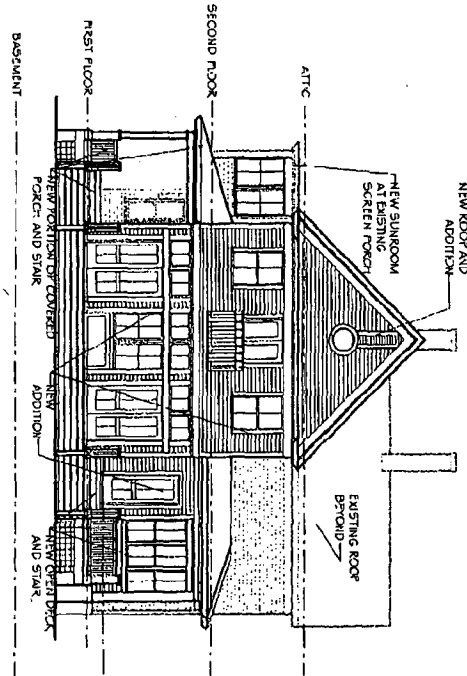 NEW ROOF AND
ADDITION
NEW SUNROOM
AT EXISTING
SCREEN PORCH
EXISTING ROOF
BEYOND
ATTIC
SECOND FLOOR
FIRST FLOOR
BASEMENT
NEW PORTION OF COVERED
PORCH AND STAIR
NEW
ADDITION
NEW OPEN DECK
AND STAIR